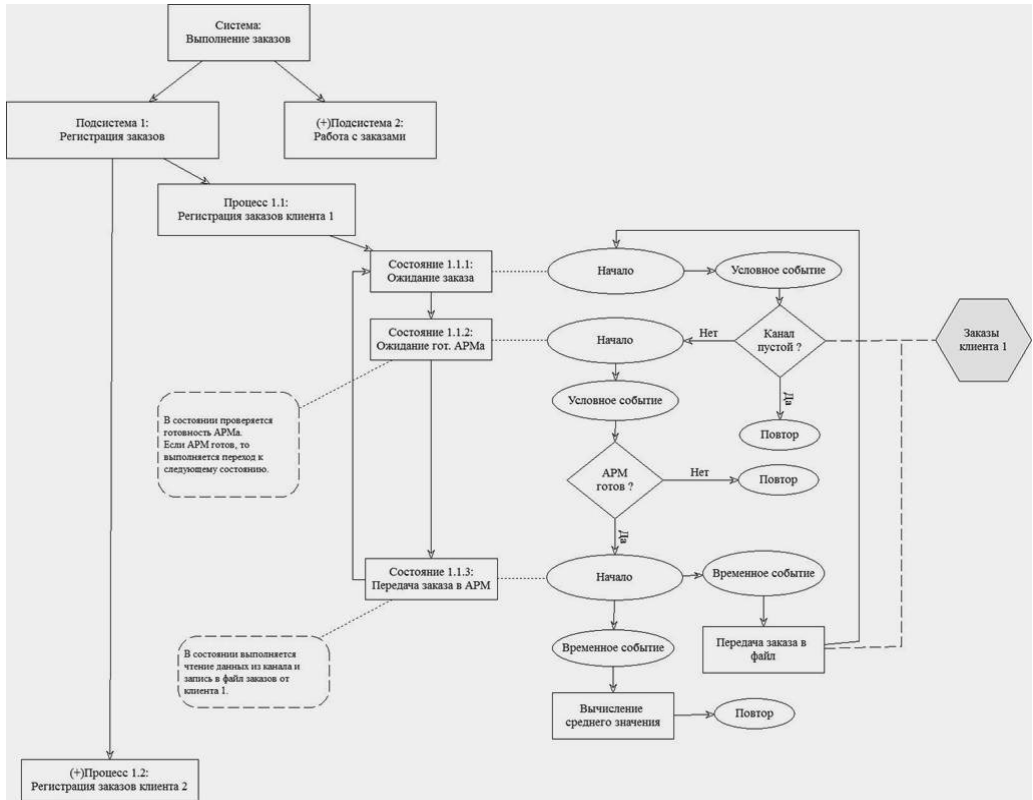 Система:
Выполнение заказов
Подсистема 1:
Регистрация заказов
(+)Подсистема 2:
Работа с заказами
Процесс 1.1:
Регистрация заказов клиента 1
Состояние 1.1.1:
Ожидание заказа
Начало
Условное событие
Состояние 1.1.2:
Ожидание гот. АРМа
Начало
Нет
Канал
пустой ?
Заказы
клиента 1
Да
Повтор
В состоянии проверяется
готовность АРМа.
Если АРМ готов, то
выполняется переход к
следующему состоянию.
Условное событие
АРМ
готов ?
Нет
Повтор
Да
Состояние 1.1.3:
Передача заказа в АРМ
Начало
Временное событие
Передача заказа в
файл
В состоянии выполняется
чтение данных из канала и
запись в файл заказов от
клиента 1.
Временное событие
Вычисление
среднего значения
Повтор
(+)Процесс 1.2:
Регистрация заказов клиента 2